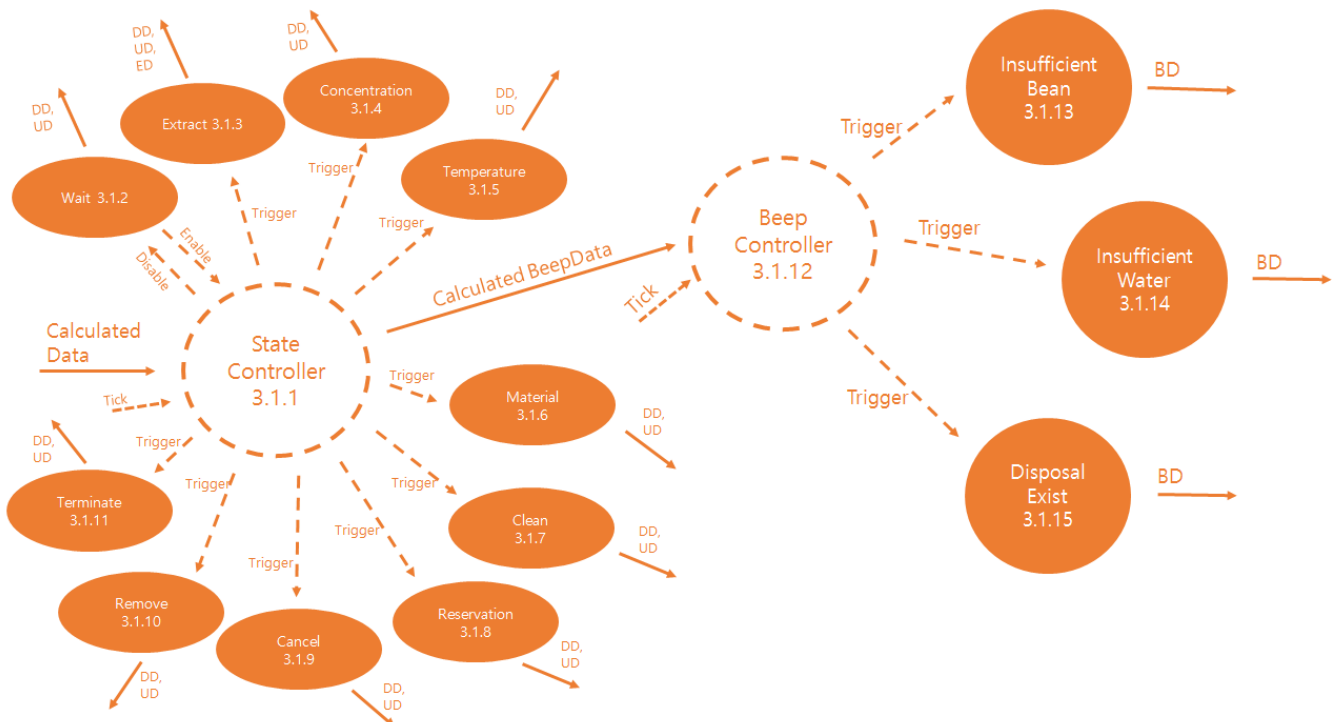 DD,
UD,
ED
DD,
UD
DD,
UD
DD,
UD
Extract 3.1.3
Concentration
3.1.4
Wait 3.1.2
Temperature
3.1.5
Trigger
Trigger
Trigger
Enable
Disable
Calculated
Data
Tick
State
Controller
3.1.1
Calculated BeepData
Tick
Beep
Controller
3.1.12
Trigger
Insufficient
Bean
3.1.13
BD
Trigger
Insufficient
Water
3.1.14
BD
Trigger
Disposal
Exist
3.1.15
BD
Trigger
Material
3.1.6
DD,
UD
Trigger
Clean
3.1.7
DD,
UD
Trigger
Reservation
3.1.8
DD,
UD
Trigger
Cancel
3.1.9
DD,
UD
Trigger
Remove
3.1.10
DD,
UD
Trigger
Terminate
3.1.11
DD,
UD